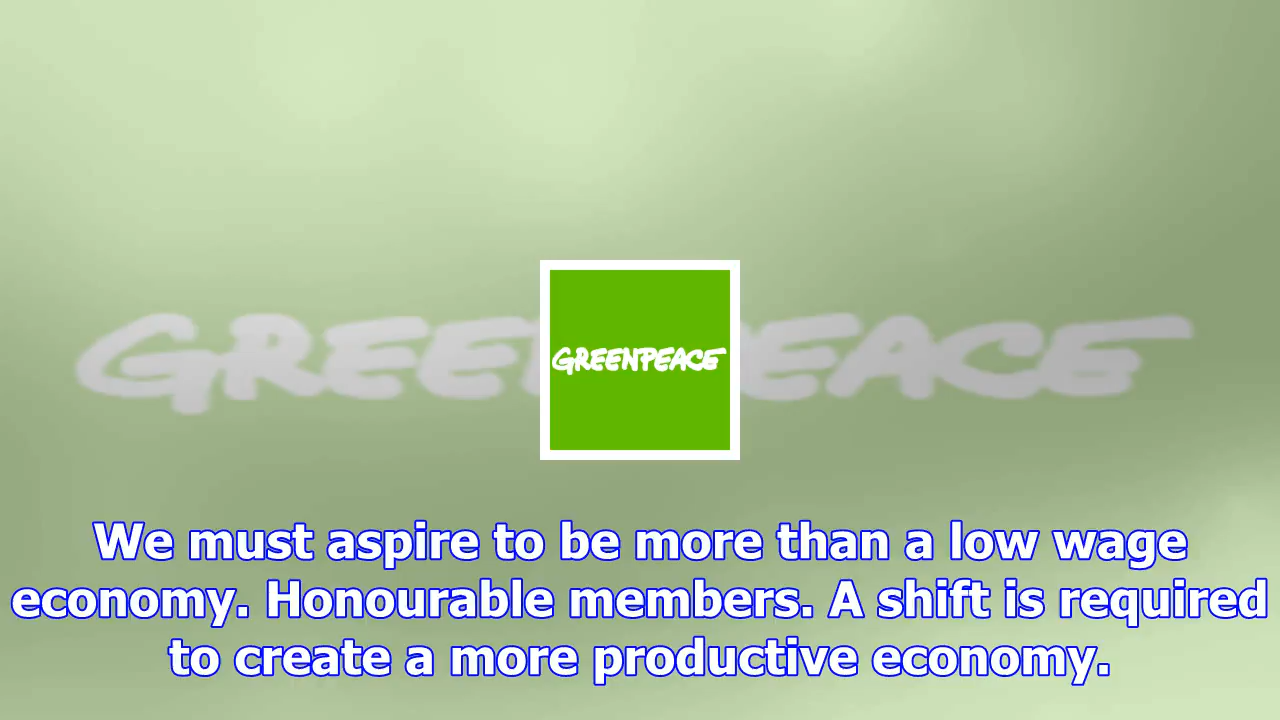 GREENPEACE
We must aspire to be more than a low wage
economy. Honourable members. A shift is required
to create a more productive economy.